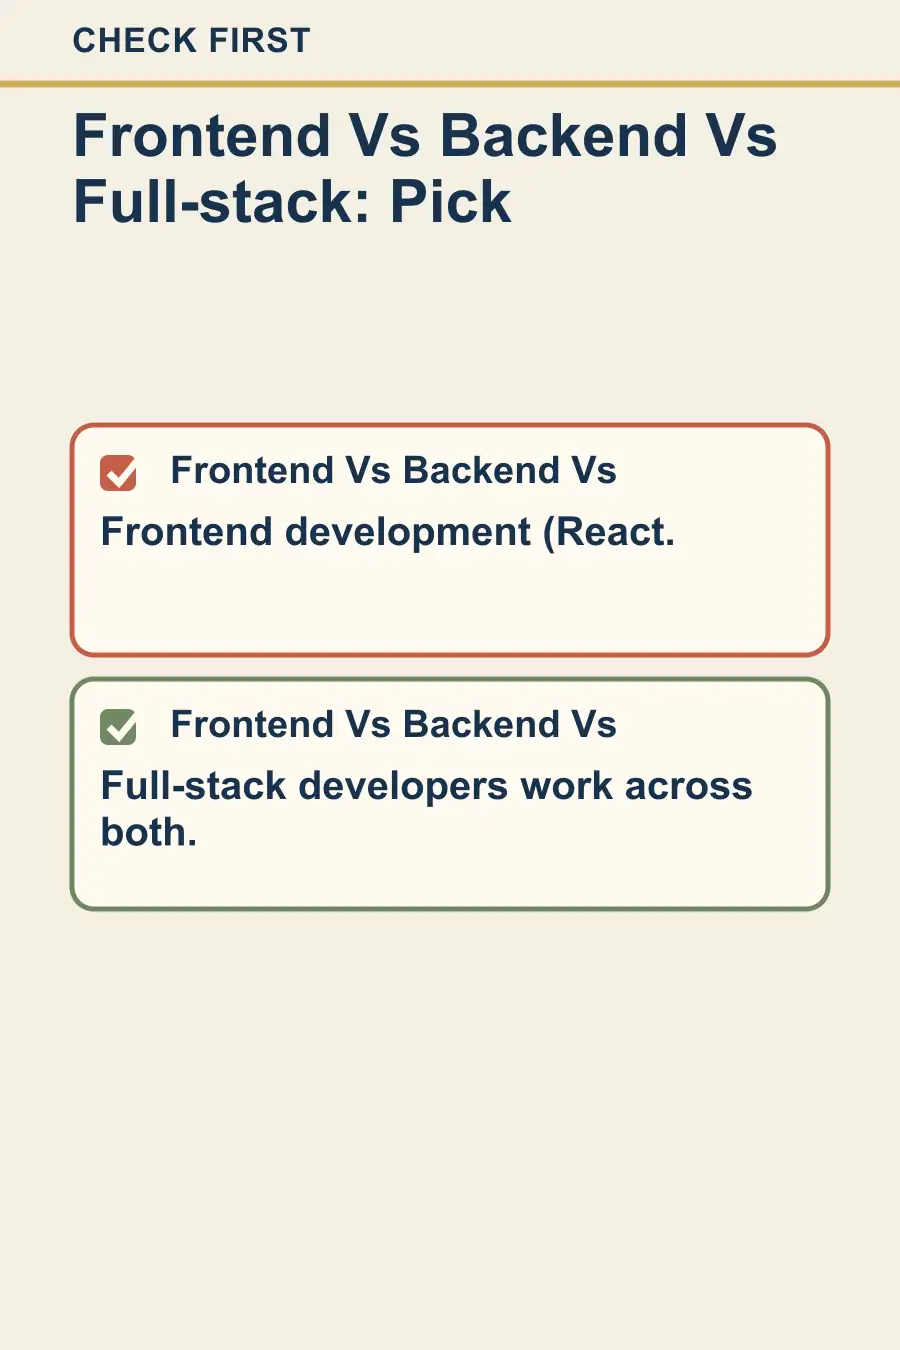 CHECK FIRST
Frontend Vs Backend Vs
Full-stack: Pick
Frontend Vs Backend Vs
Frontend development (React.
Frontend Vs Backend Vs
Full-stack developers work across
both.